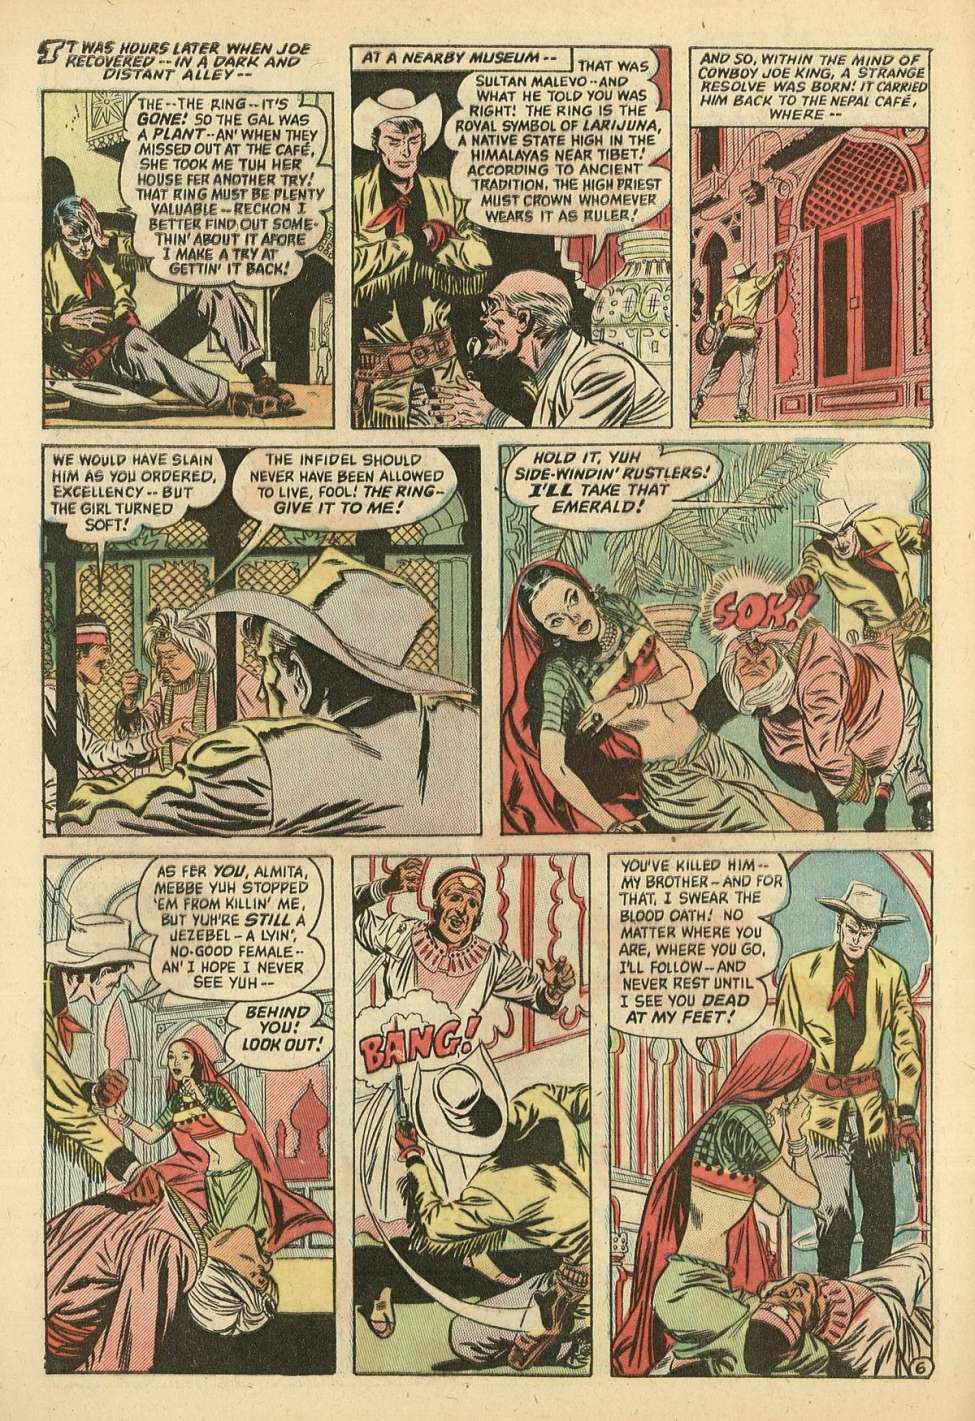 IT WAS HOURS LATER WHEN JOE
RECOVERED--IN A DARK AND
DISTANT ALLEY--
THE--THE RING--IT'S
GONE! SO THE GAL WAS
A PLANT--AN' WHEN THEY
MISSED OUT AT THE CAFÉ,
SHE TOOK ME TUH HER
HOUSE FER ANOTHER TRY!
THAT RING MUST BE PLENTY
VALUABLE--RECKON I
BETTER FIND OUT SOME-
THIN' ABOUT IT AFORE
I MAKE A TRY AT
GETTIN' IT BACK!
AT A NEARBY MUSEUM--
THAT WAS
SULTAN MALEVO--AND
WHAT HE TOLD YOU WAS
RIGHT! THE RING IS THE
ROYAL SYMBOL OF LARIJUNA,
A NATIVE STATE HIGH IN THE
HIMALAYAS NEAR TIBET!
ACCORDING TO ANCIENT
TRADITION, THE HIGH PRIEST
MUST CROWN WHOMEVER
WEARS IT AS RULER!
AND SO, WITHIN THE MIND OF
COWBOY JOE KING, A STRANGE
RESOLVE WAS BORN! IT CARRIED
HIM BACK TO THE NEPAL CAFÉ,
WHERE--
WE WOULD HAVE SLAIN
HIM AS YOU ORDERED,
EXCELLENCY--BUT
THE GIRL TURNED
SOFT!
THE INFIDEL SHOULD
NEVER HAVE BEEN ALLOWED
TO LIVE, FOOL! THE RING--
GIVE IT TO ME!
HOLD IT, YUH
SIDE-WINDIN' RUSTLERS!
I'LL TAKE THAT
EMERALD!
SOK!
AS FER YOU, ALMITA,
MEBBE YUH STOPPED
'EM FROM KILLIN' ME,
BUT YUH'RE STILL A
JEZEBEL--A LYIN',
NO-GOOD FEMALE--
AN' I HOPE I NEVER
SEE YUH--
BEHIND
YOU!
LOOK OUT!
BANG!
YOU'VE KILLED HIM--
MY BROTHER--AND FOR
THAT, I SWEAR THE
BLOOD OATH! NO
MATTER WHERE YOU
ARE, WHERE YOU GO,
I'LL FOLLOW--AND
NEVER REST UNTIL
I SEE YOU DEAD
AT MY FEET!
6